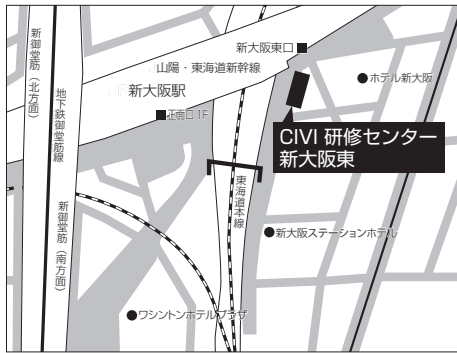 新大阪東口
山陽・東海道新幹線
新大阪駅
正面口 1F
ホテル新大阪
CIVI 研修センター
新大阪東
新御堂筋（北方面）
地下鉄御堂筋線
新御堂筋（南方面）
東海道本線
新大阪ステーションホテル
ワシントンホテルプラザ